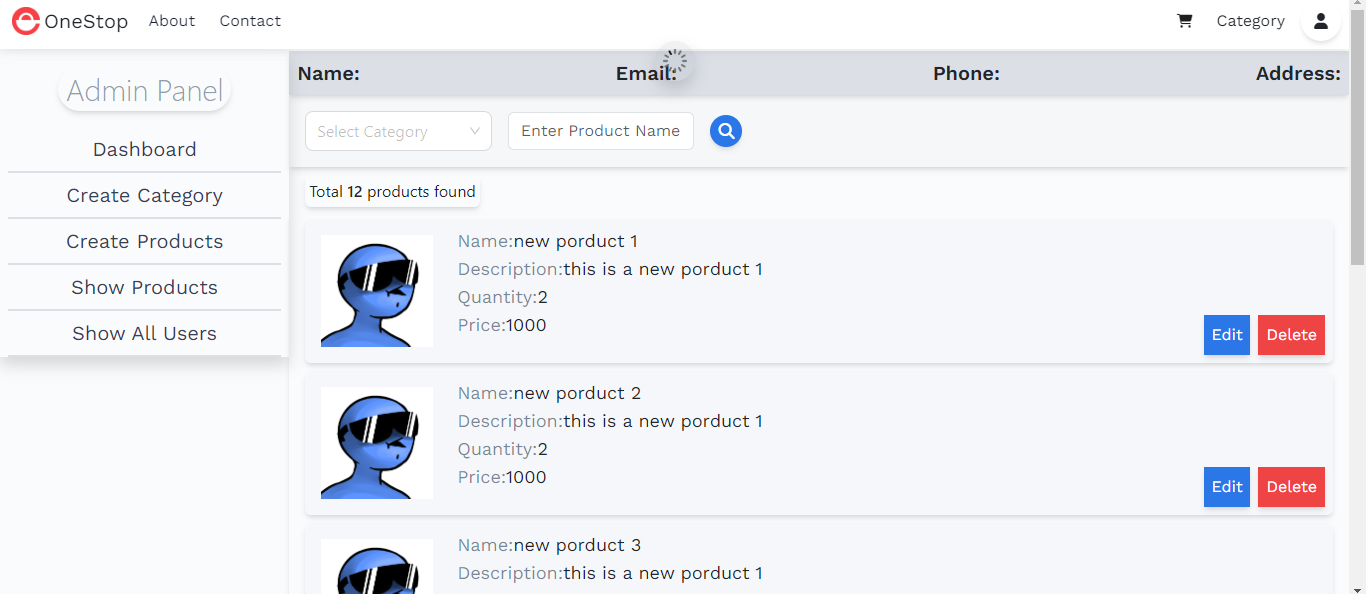 OneStop About Contact Category
Name: Email: Phone: Address:
Admin Panel
Dashboard
Create Category
Create Products
Show Products
Show All Users
Select Category Enter Product Name
Total 12 products found
Name:new porduct 1
Description:this is a new porduct 1
Quantity:2
Price:1000
Edit Delete
Name:new porduct 2
Description:this is a new porduct 1
Quantity:2
Price:1000
Edit Delete
Name:new porduct 3
Description:this is a new porduct 1